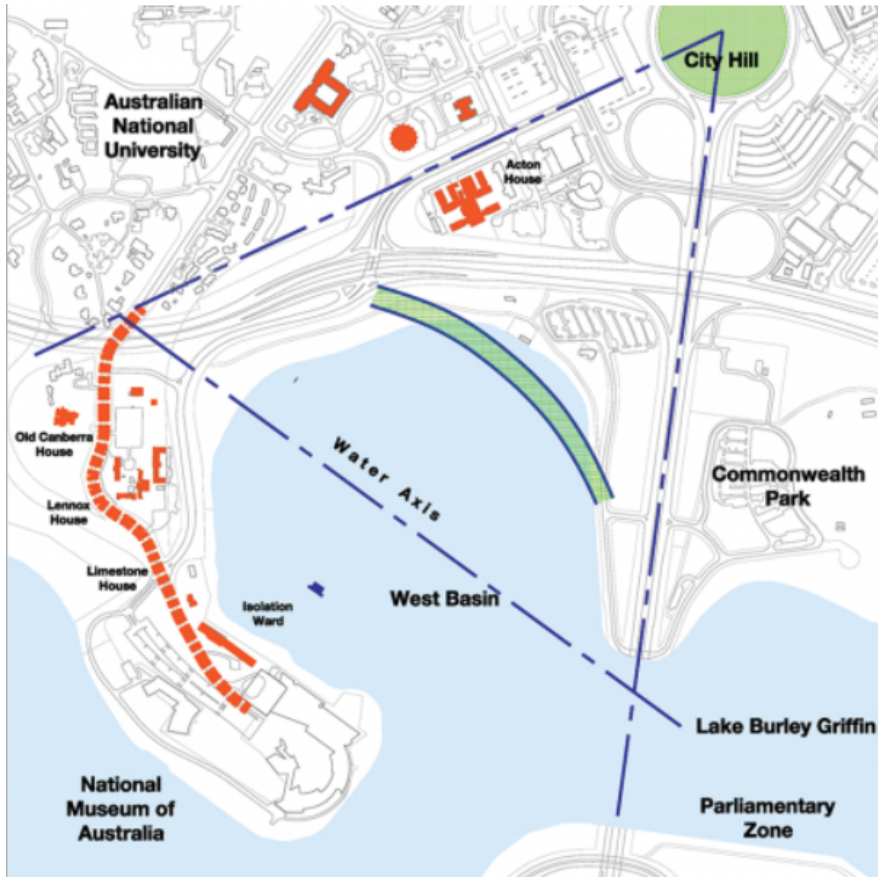 City Hill
Australian
National
University
Acton
House
Water Axis
Old Canberra
House
Commonwealth
Park
Lennox
House
Limestone
House
Isolation
Ward
West Basin
Lake Burley Griffin
National
Museum of
Australia
Parliamentary
Zone